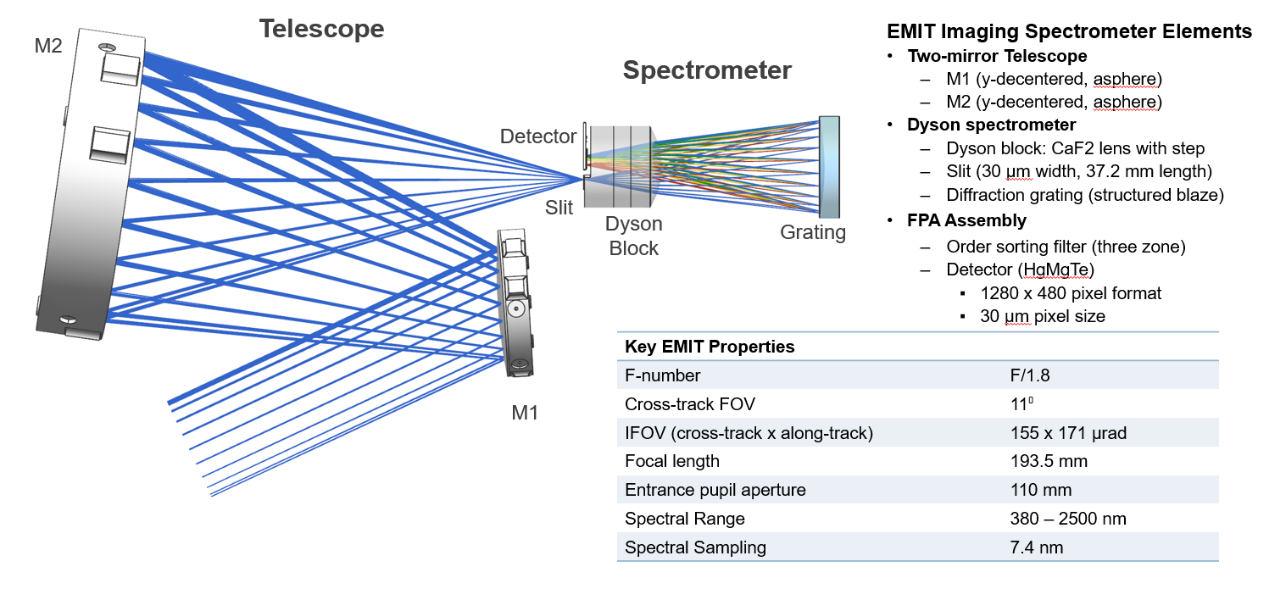 Telescope
M2
Spectrometer
Detector
Slit
Dyson
Block
Grating
M1
EMIT Imaging Spectrometer Elements
• Two-mirror Telescope
– M1 (y-decentered, asphere)
– M2 (y-decentered, asphere)
• Dyson spectrometer
– Dyson block: CaF2 lens with step
– Slit (30 µm width, 37.2 mm length)
– Diffraction grating (structured blaze)
• FPA Assembly
– Order sorting filter (three zone)
– Detector (HgMgTe)
▪ 1280 x 480 pixel format
▪ 30 µm pixel size
Key EMIT Properties
F-number F/1.8
Cross-track FOV 11⁰
IFOV (cross-track x along-track) 155 x 171 µrad
Focal length 193.5 mm
Entrance pupil aperture 110 mm
Spectral Range 380 – 2500 nm
Spectral Sampling 7.4 nm